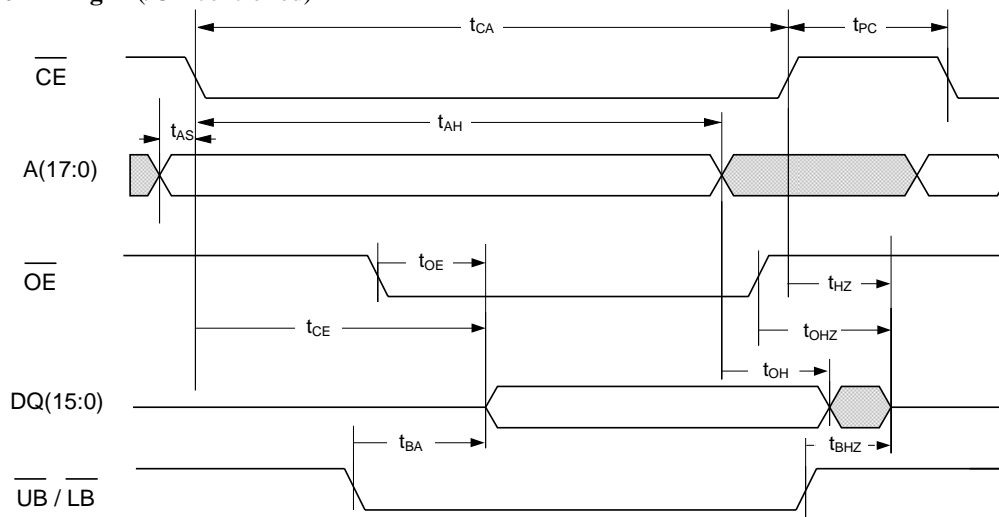 tCA
tPC
CE
tAH
tAS
A(17:0)
tOE
OE
tHZ
tCE
tOHZ
tOH
DQ(15:0)
tBA
tBHZ
UB / LB